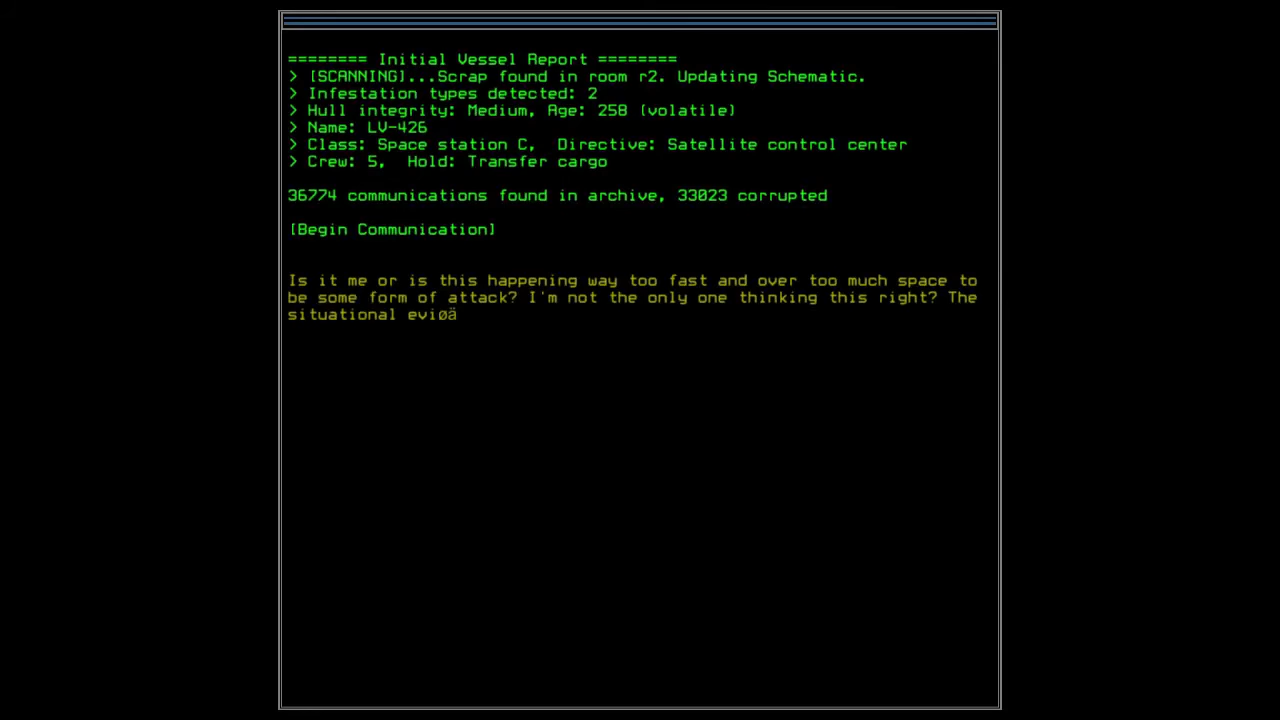 ======== Initial Vessel Report ========
> [SCANNING]...Scrap found in room r2. Updating Schematic.
> Infestation types detected: 2
> Hull integrity: Medium, Age: 258 (volatile)
> Name: LV-426
> Class: Space station C,  Directive: Satellite control center
> Crew: 5,  Hold: Transfer cargo
36774 communications found in archive, 33023 corrupted
[Begin Communication]
Is it me or is this happening way too fast and over too much space to
be some form of attack? I'm not the only one thinking this right? The
situational eviøä